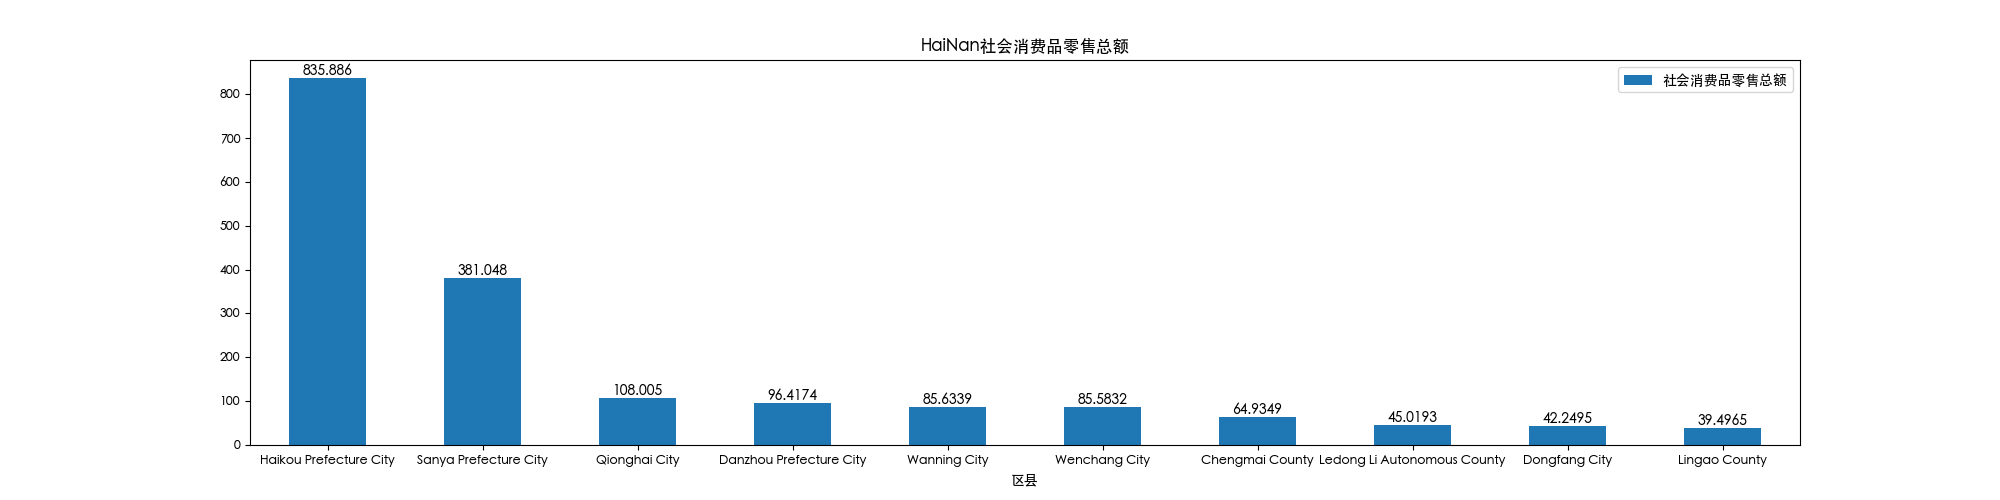 HaiNan社会消费品零售总额
社会消费品零售总额
835.886
381.048
108.005
96.4174
85.6339
85.5832
64.9349
45.0193
42.2495
39.4965
800
700
600
500
400
300
200
100
0
Haikou Prefecture City
Sanya Prefecture City
Qionghai City
Danzhou Prefecture City
Wanning City
Wenchang City
Chengmai County
Ledong Li Autonomous County
Dongfang City
Lingao County
区县